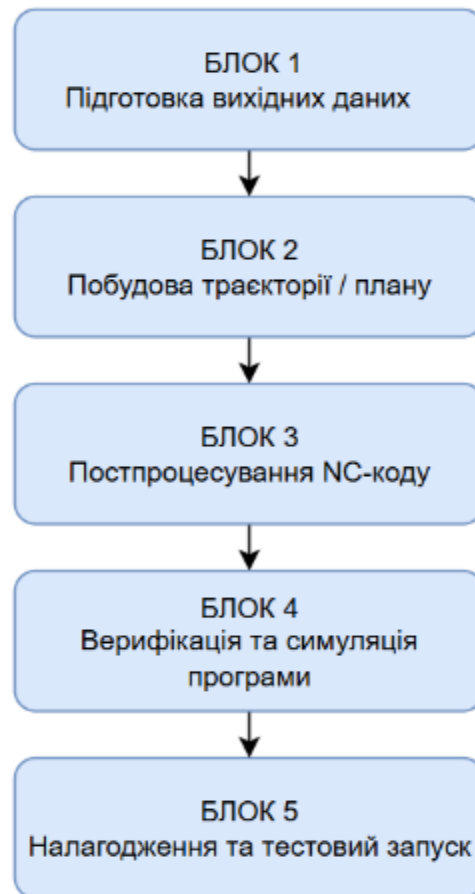 БЛОК 1
Підготовка вихідних даних
БЛОК 2
Побудова траєкторії / плану
БЛОК 3
Постпроцесування NC-коду
БЛОК 4
Верифікація та симуляція
програми
БЛОК 5
Налагодження та тестовий запуск